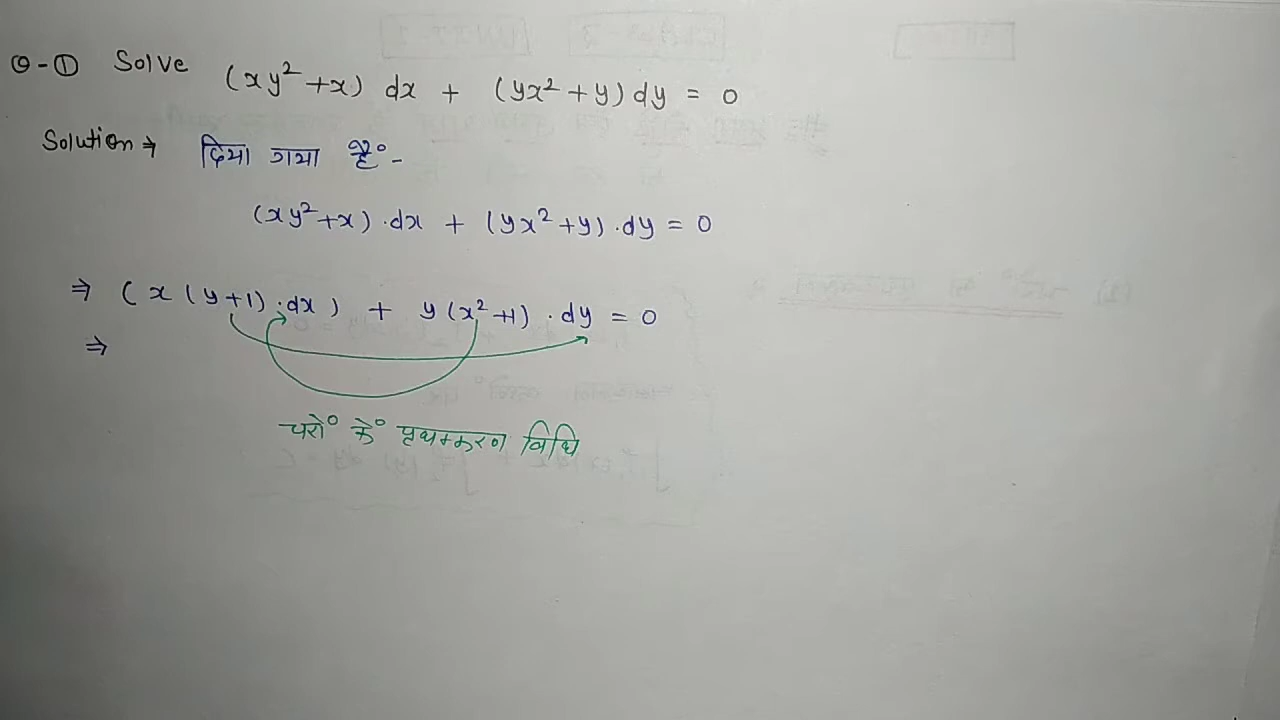 Q-① Solve (xy²+x) dx + (yx²+y) dy = 0
Solution ⇒ दिया गया है॰-
(xy²+x)·dx + (yx²+y)·dy = 0
⇒ (x(y+1)·dx) + y(x²+1)·dy = 0
⇒
चरो॰ के॰ पृथक्करण विधि